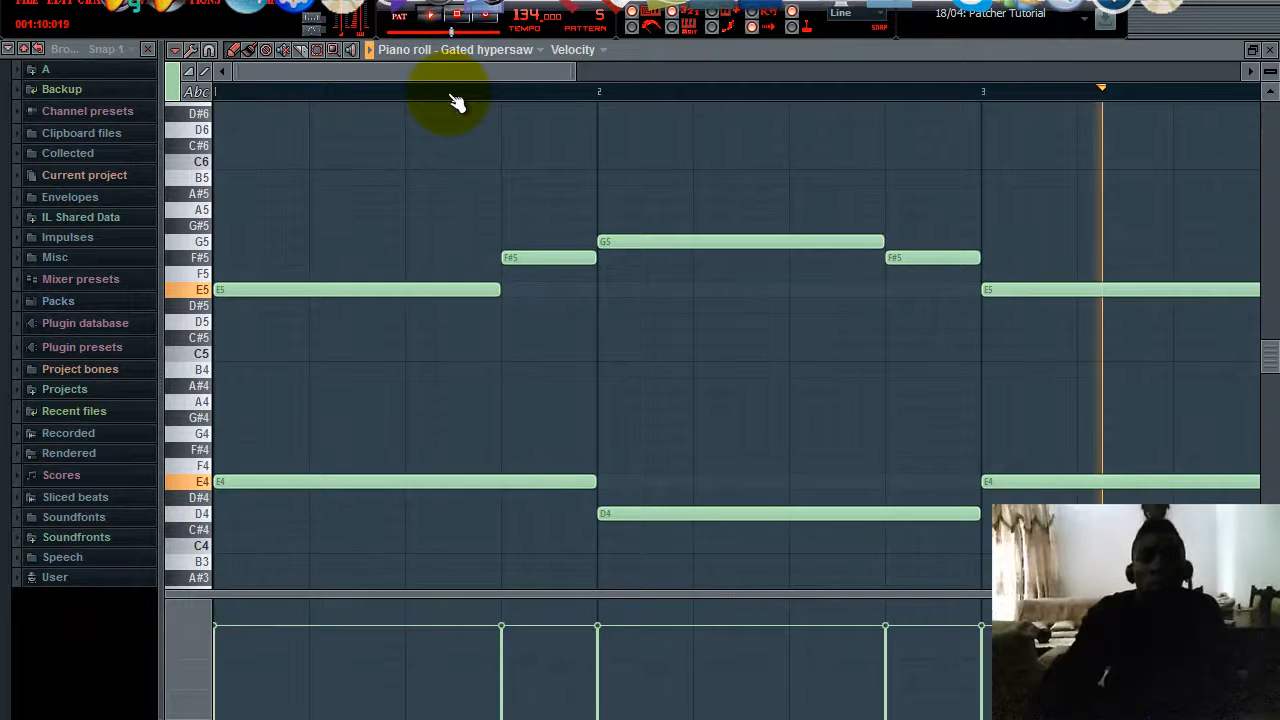 001:10:019
PAT
134,000
TEMPO
5
PATTERN
Line
SNAP
18/04: Patcher Tutorial
Bro...
Snap 1
Piano roll - Gated hypersaw
Velocity
Abc
2
3
A
Backup
Channel presets
Clipboard files
Collected
Current project
Envelopes
IL Shared Data
Impulses
Misc
Mixer presets
Packs
Plugin database
Plugin presets
Project bones
Projects
Recent files
Recorded
Rendered
Scores
Sliced beats
Soundfonts
Soundfronts
Speech
User
D#6
D6
C#6
C6
B5
A#5
A5
G#5
G5
F#5
F5
E5
D#5
D5
C#5
C5
B4
A#4
A4
G#4
G4
F#4
F4
E4
D#4
D4
C#4
C4
B3
A#3
G5
F#5
F#5
E5
E5
E4
E4
D4